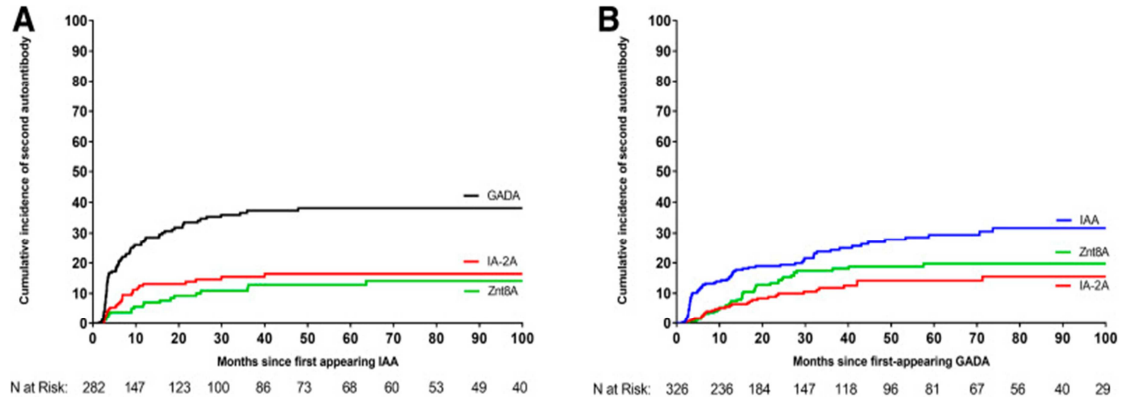 A
Cumulative incidence of second autoantibody
100
90
80
70
60
50
40
30
20
10
0
GADA
IA-2A
Znt8A
0 10 20 30 40 50 60 70 80 90 100
Months since first appearing IAA
N at Risk: 282 147 123 100 86 73 68 60 53 49 40
B
Cumulative incidence of second autoantibody
100
90
80
70
60
50
40
30
20
10
0
IAA
Znt8A
IA-2A
0 10 20 30 40 50 60 70 80 90 100
Months since first-appearing GADA
N at Risk: 326 236 184 147 118 96 81 67 56 40 29